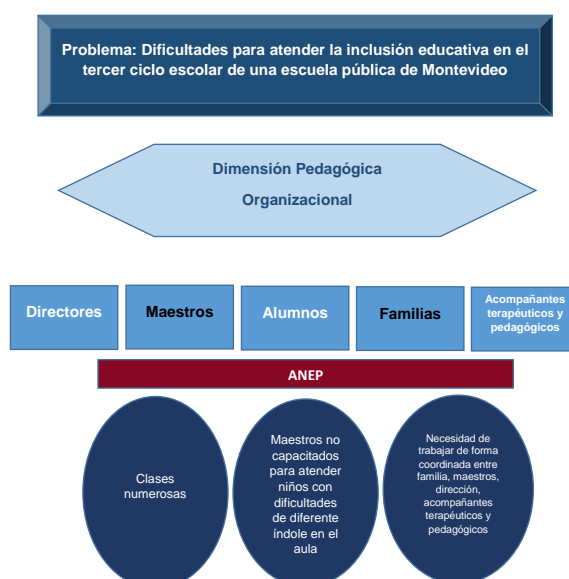 Problema: Dificultades para atender la inclusión educativa en el
tercer ciclo escolar de una escuela pública de Montevideo
Dimensión Pedagógica
Organizacional
Directores
Maestros
Alumnos
Familias
Acompañantes
terapéuticos y
pedagógicos
ANEP
Clases
numerosas
Maestros no
capacitados
para atender
niños con
dificultades
de diferente
índole en el
aula
Necesidad de
trabajar de forma
coordinada entre
familia, maestros,
dirección,
acompañantes
terapéuticos y
pedagógicos